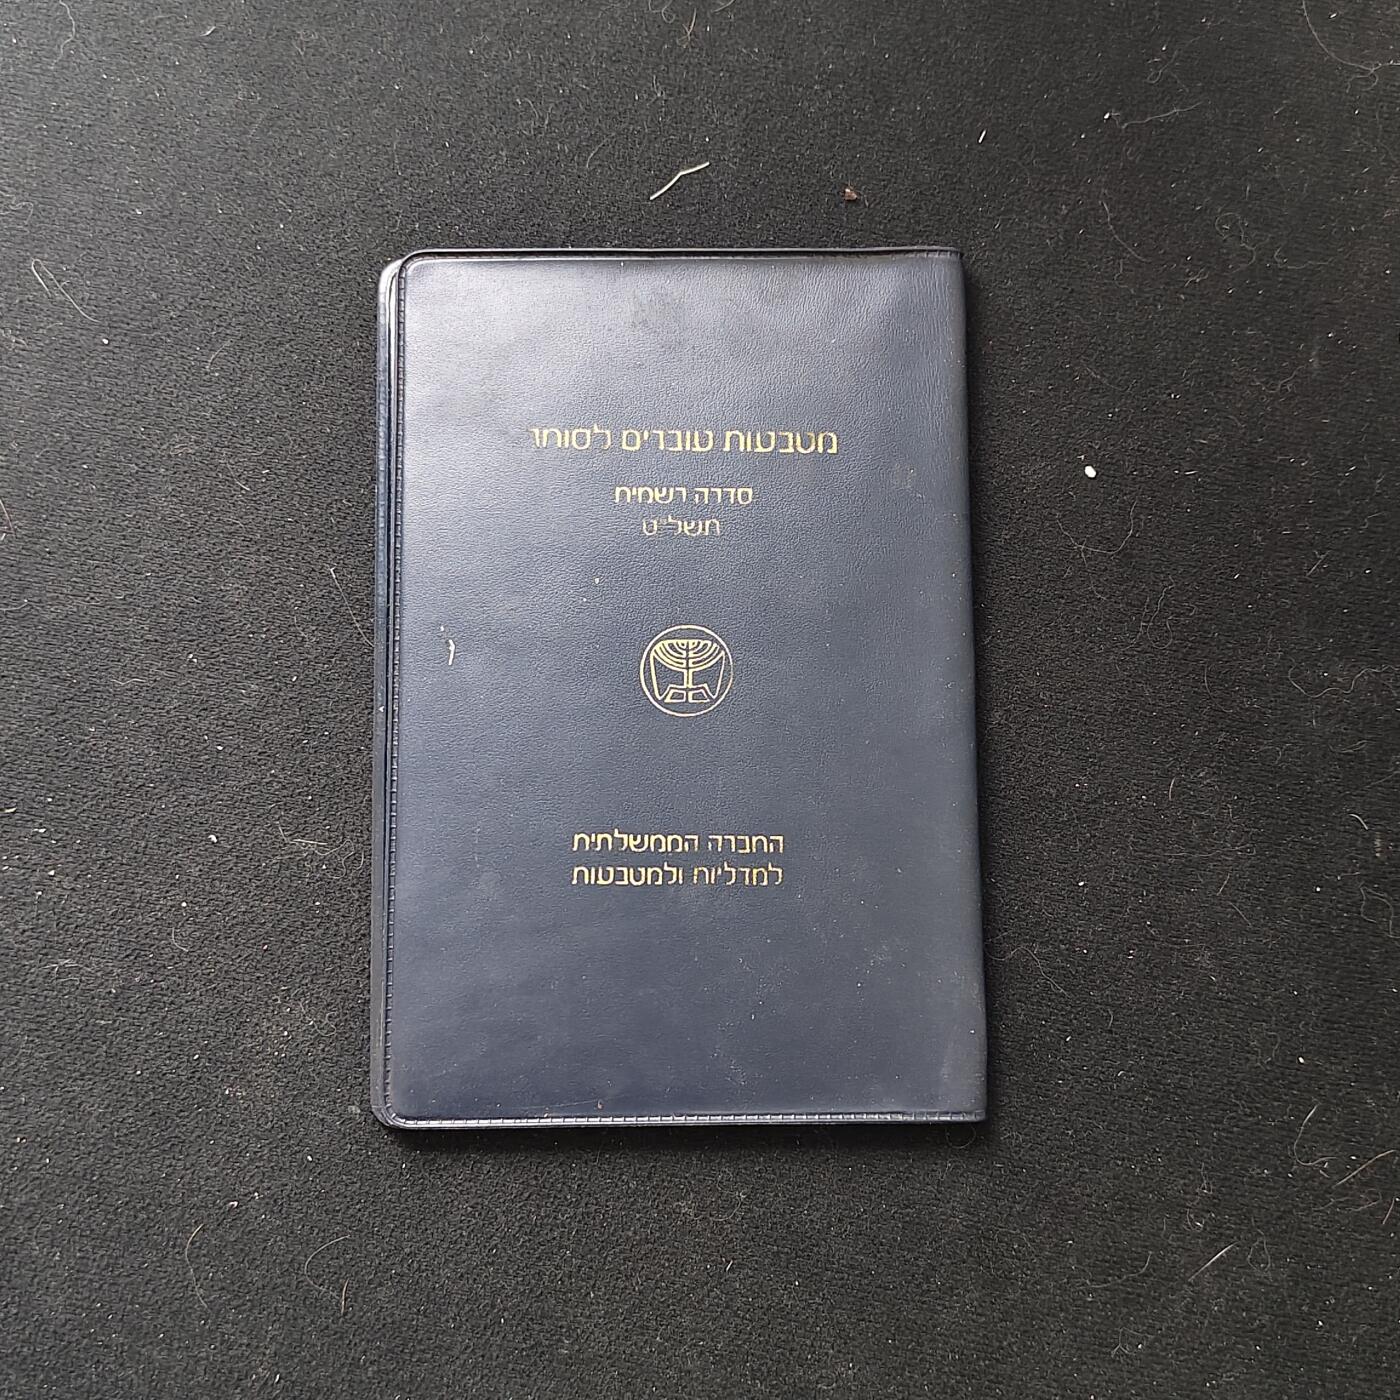 מטבעות עוברים לסוחר
סדרה רשמית
תשל"ט
החברה הממשלתית
למדליות ולמטבעות